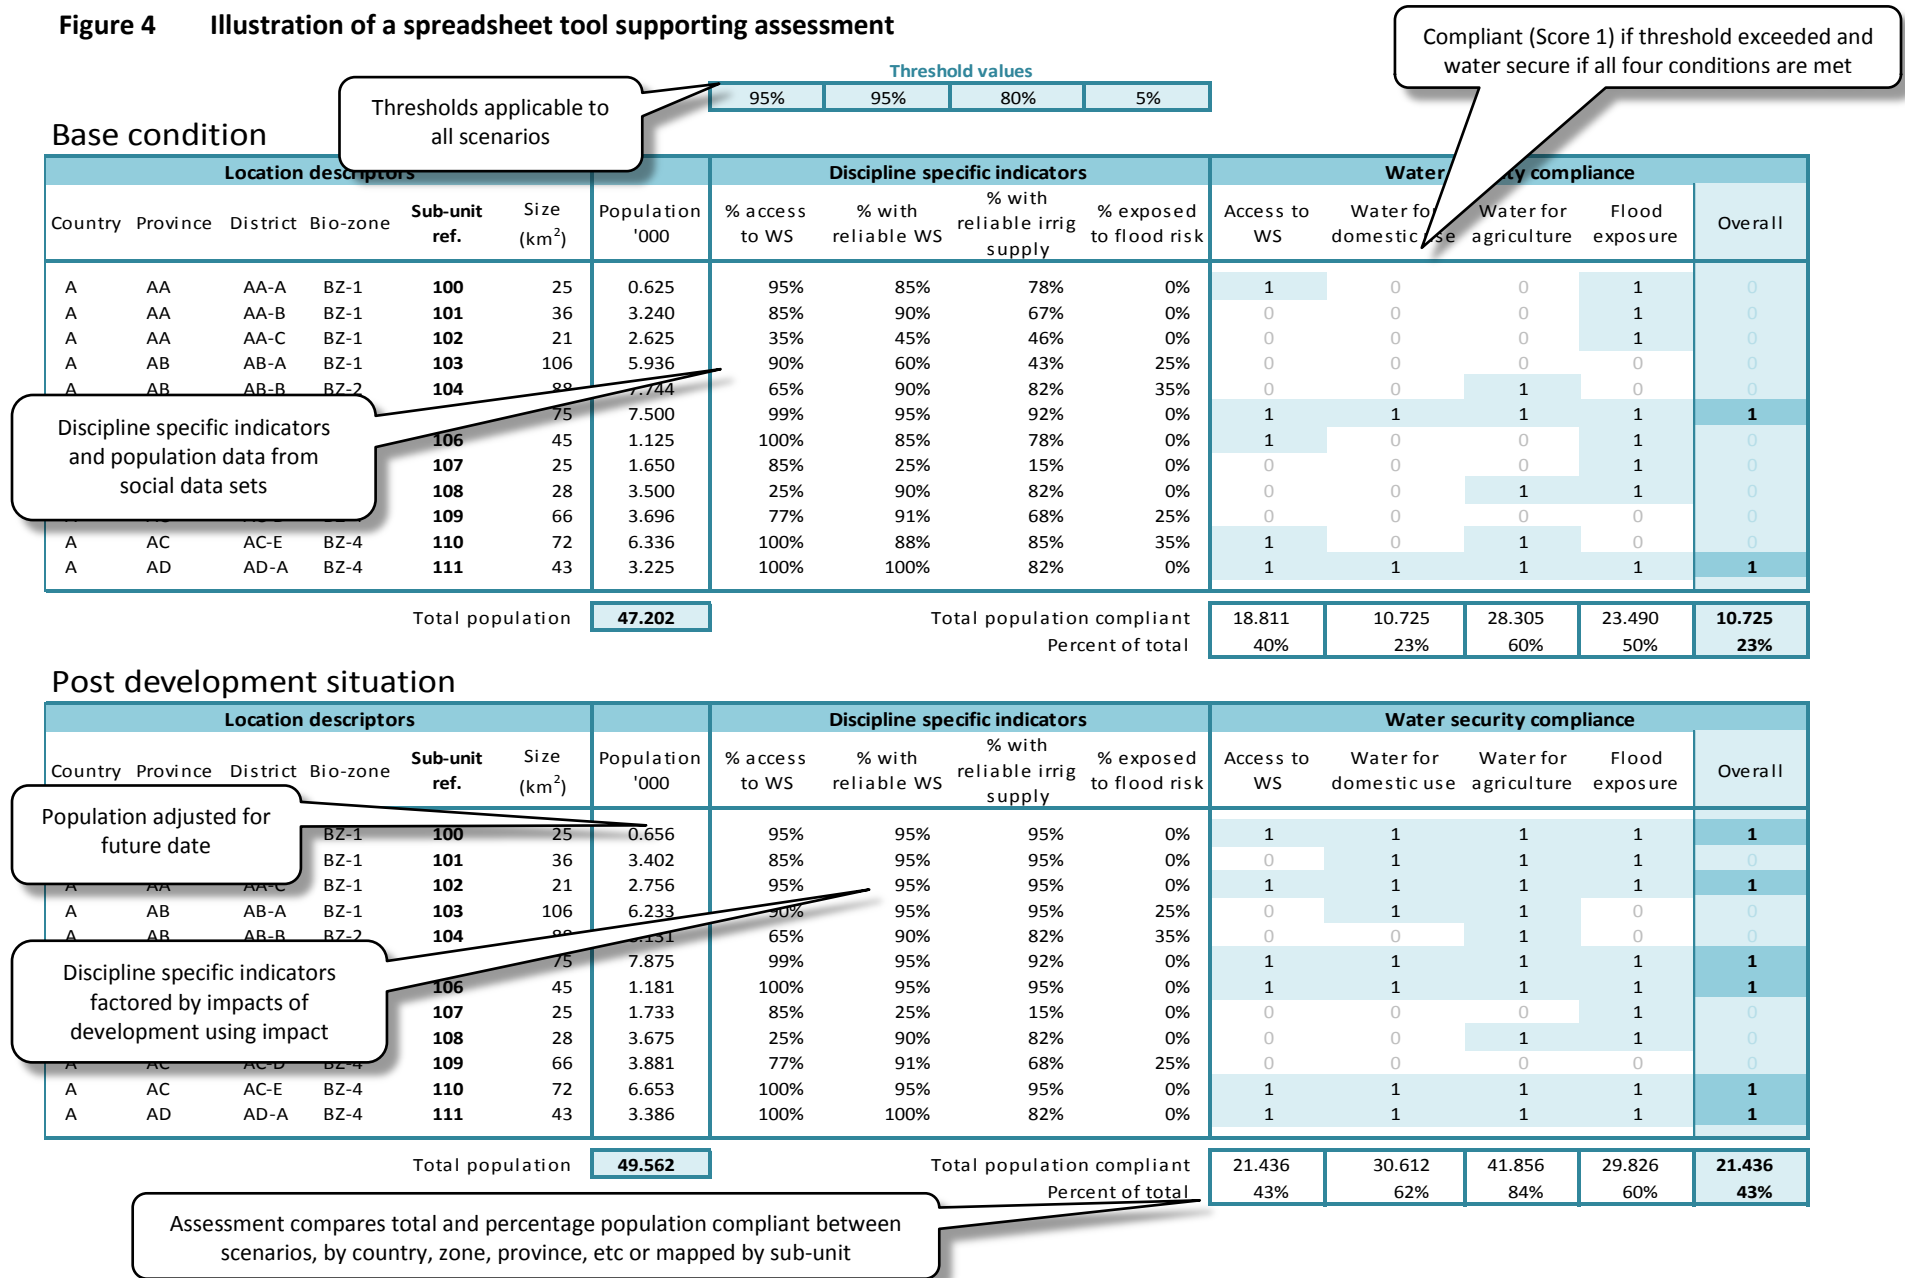 Figure 4 Illustration of a spreadsheet tool supporting assessment
Compliant (Score 1) if threshold exceeded and
water secure if all four conditions are met
Threshold values
95% 95% 80% 5%
Thresholds applicable to
all scenarios
Base condition
Location descriptors Discipline specific indicators Water security compliance
Country Province District Bio-zone Sub-unit ref. Size (km2) Population '000 % access to WS % with reliable WS % with reliable irrig supply % exposed to flood risk Access to WS Water for domestic use Water for agriculture Flood exposure Overall
A AA AA-A BZ-1 100 25 0.625 95% 85% 78% 0% 1 0 0 1 0
A AA AA-B BZ-1 101 36 3.240 85% 90% 67% 0% 0 0 0 1 0
A AA AA-C BZ-1 102 21 2.625 35% 45% 46% 0% 0 0 0 1 0
A AB AB-A BZ-1 103 106 5.936 90% 60% 43% 25% 0 0 0 0 0
A AB AB-B BZ-2 104 88 7.744 65% 90% 82% 35% 0 0 1 0 0
75 7.500 99% 95% 92% 0% 1 1 1 1 1
106 45 1.125 100% 85% 78% 0% 1 0 0 1 0
107 25 1.650 85% 25% 15% 0% 0 0 0 1 0
108 28 3.500 25% 90% 82% 0% 0 0 1 1 0
109 66 3.696 77% 91% 68% 25% 0 0 0 0 0
A AC AC-E BZ-4 110 72 6.336 100% 88% 85% 35% 1 0 1 0 0
A AD AD-A BZ-4 111 43 3.225 100% 100% 82% 0% 1 1 1 1 1
Discipline specific indicators
and population data from
social data sets
Total population 47.202 Total population compliant 18.811 10.725 28.305 23.490 10.725
Percent of total 40% 23% 60% 50% 23%
Post development situation
Location descriptors Discipline specific indicators Water security compliance
Country Province District Bio-zone Sub-unit ref. Size (km2) Population '000 % access to WS % with reliable WS % with reliable irrig supply % exposed to flood risk Access to WS Water for domestic use Water for agriculture Flood exposure Overall
Population adjusted for
future date
BZ-1 100 25 0.656 95% 95% 95% 0% 1 1 1 1 1
BZ-1 101 36 3.402 85% 95% 95% 0% 0 1 1 1 0
A AA AA-C BZ-1 102 21 2.756 95% 95% 95% 0% 1 1 1 1 1
A AB AB-A BZ-1 103 106 6.233 90% 95% 95% 25% 0 1 1 0 0
A AB AB-B BZ-2 104 88 65% 90% 82% 35% 0 0 1 0 0
75 7.875 99% 95% 92% 0% 1 1 1 1 1
106 45 1.181 100% 95% 95% 0% 1 1 1 1 1
107 25 1.733 85% 25% 15% 0% 0 0 0 1 0
108 28 3.675 25% 90% 82% 0% 0 0 1 1 0
A AC AC-D BZ-4 109 66 3.881 77% 91% 68% 25% 0 0 0 0 0
A AC AC-E BZ-4 110 72 6.653 100% 95% 95% 0% 1 1 1 1 1
A AD AD-A BZ-4 111 43 3.386 100% 100% 82% 0% 1 1 1 1 1
Discipline specific indicators
factored by impacts of
development using impact
Total population 49.562 Total population compliant 21.436 30.612 41.856 29.826 21.436
Percent of total 43% 62% 84% 60% 43%
Assessment compares total and percentage population compliant between
scenarios, by country, zone, province, etc or mapped by sub-unit